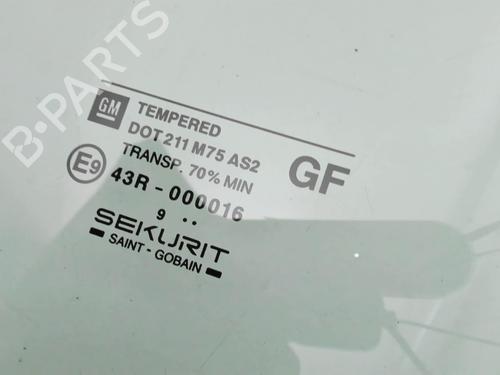 B-PARTS
GM TEMPERED
DOT 211 M75 AS2
TRANSP. 70% MIN
GF
E9 43R - 000016
9 ..
SEKURIT
SAINT - GOBAIN